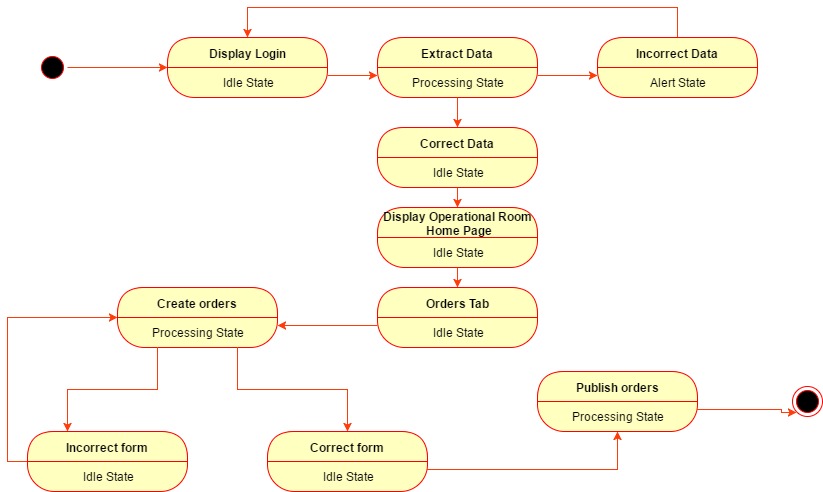 Display Login
Idle State
Extract Data
Processing State
Incorrect Data
Alert State
Correct Data
Idle State
Display Operational Room
Home Page
Idle State
Orders Tab
Idle State
Create orders
Processing State
Incorrect form
Idle State
Correct form
Idle State
Publish orders
Processing State